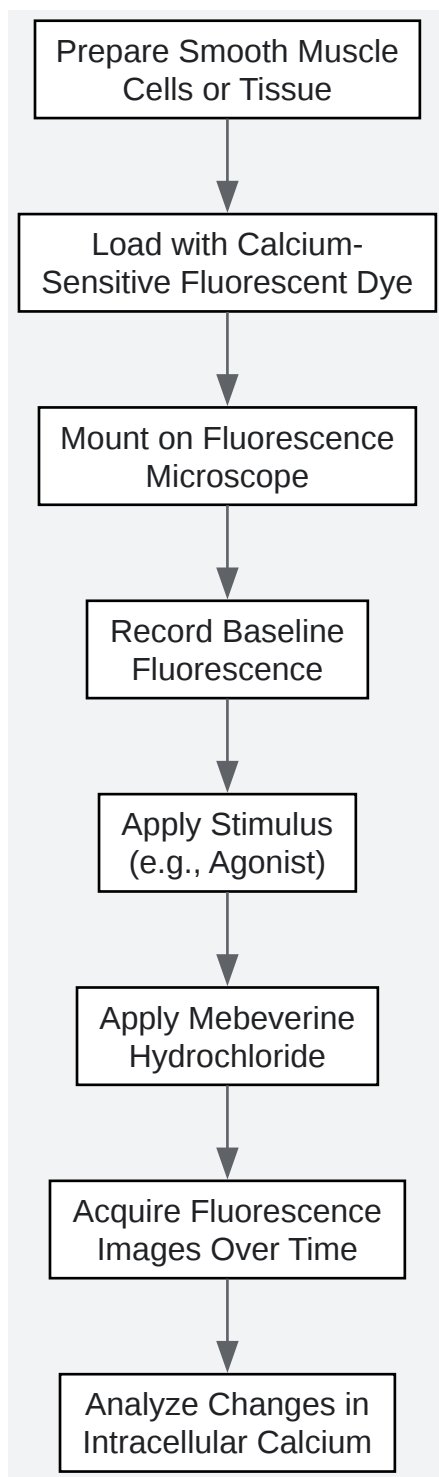 Prepare Smooth Muscle
Cells or Tissue
Load with Calcium-
Sensitive Fluorescent Dye
Mount on Fluorescence
Microscope
Record Baseline
Fluorescence
Apply Stimulus
(e.g., Agonist)
Apply Mebeverine
Hydrochloride
Acquire Fluorescence
Images Over Time
Analyze Changes in
Intracellular Calcium